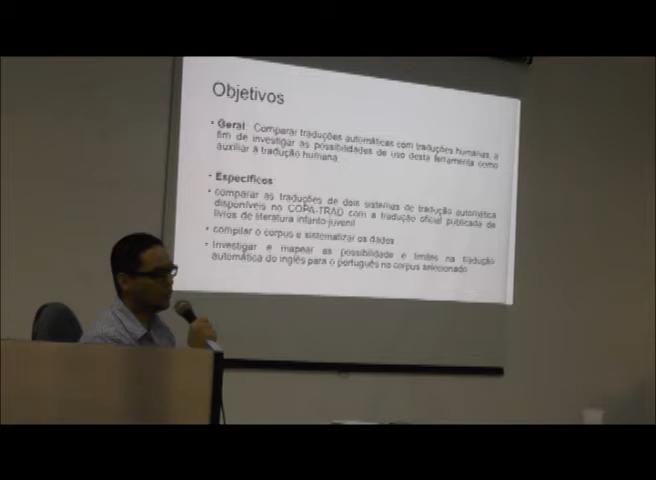 Objetivos
• Geral: Comparar traduções automáticas com traduções humanas, a
fim de investigar as possibilidades de uso desta ferramenta como
auxiliar à tradução humana
• Específicos
• comparar as traduções de dois sistemas de tradução automática
disponíveis no COPA-TRAD com a tradução oficial publicada de
livros de literatura infanto-juvenil
• compilar o corpus e sistematizar os dados
• Investigar e mapear as possibilidade e limites na tradução
automática do inglês para o português no corpus selecionado